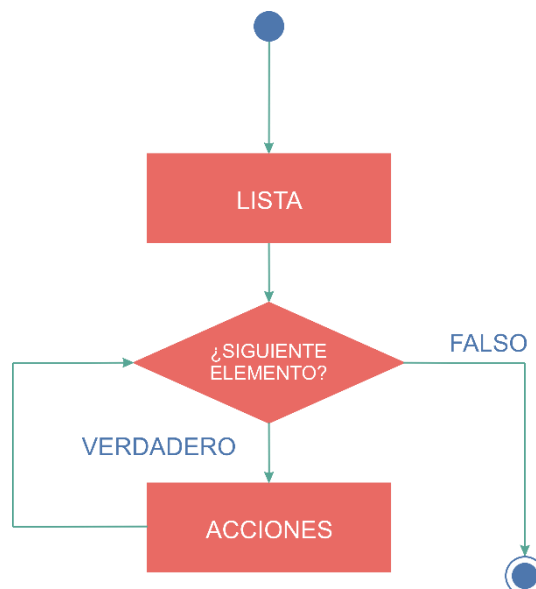 LISTA
¿SIGUIENTE
ELEMENTO?
FALSO
VERDADERO
ACCIONES